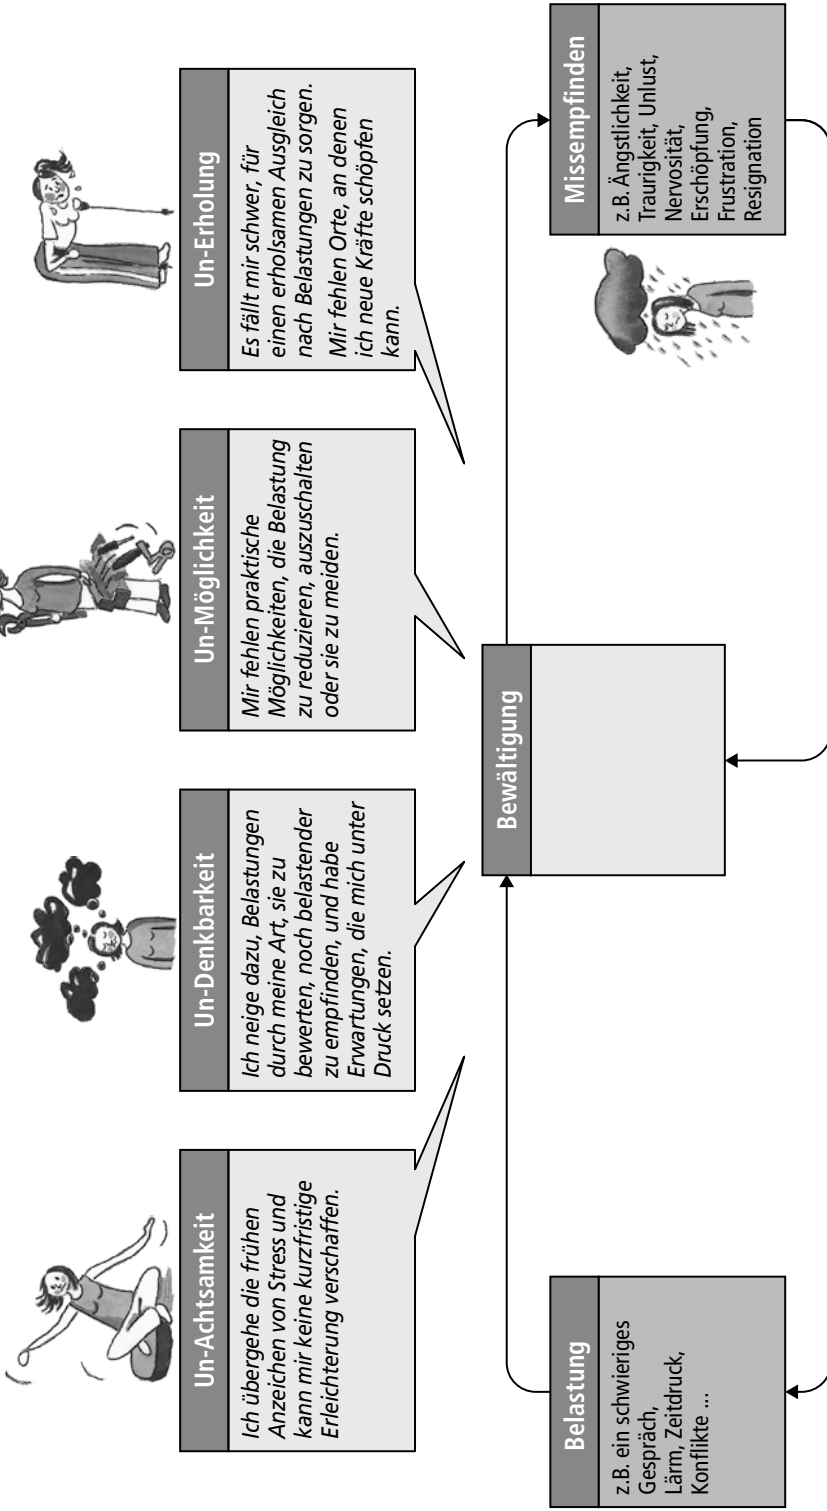 Un-Achtsamkeit
Ich übergehe die frühen
Anzeichen von Stress und
kann mir keine kurzfristige
Erleichterung verschaffen.
Un-Denkbarkeit
Ich neige dazu, Belastungen
durch meine Art, sie zu
bewerten, noch belastender
zu empfinden, und habe
Erwartungen, die mich unter
Druck setzen.
Un-Möglichkeit
Mir fehlen praktische
Möglichkeiten, die Belastung
zu reduzieren, auszuschalten
oder sie zu meiden.
Un-Erholung
Es fällt mir schwer, für
einen erholsamen Ausgleich
nach Belastungen zu sorgen.
Mir fehlen Orte, an denen
ich neue Kräfte schöpfen
kann.
Belastung
z.B. ein schwieriges
Gespräch,
Lärm, Zeitdruck,
Konflikte ...
Bewältigung
Missempfinden
z.B. Ängstlichkeit,
Traurigkeit, Unlust,
Nervosität,
Erschöpfung,
Frustration,
Resignation